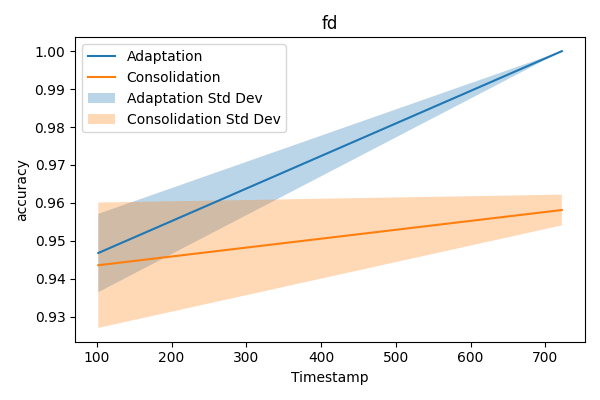 fd
Adaptation
Consolidation
Adaptation Std Dev
Consolidation Std Dev
1.00
0.99
0.98
0.97
0.96
0.95
0.94
0.93
accuracy
100 200 300 400 500 600 700
Timestamp